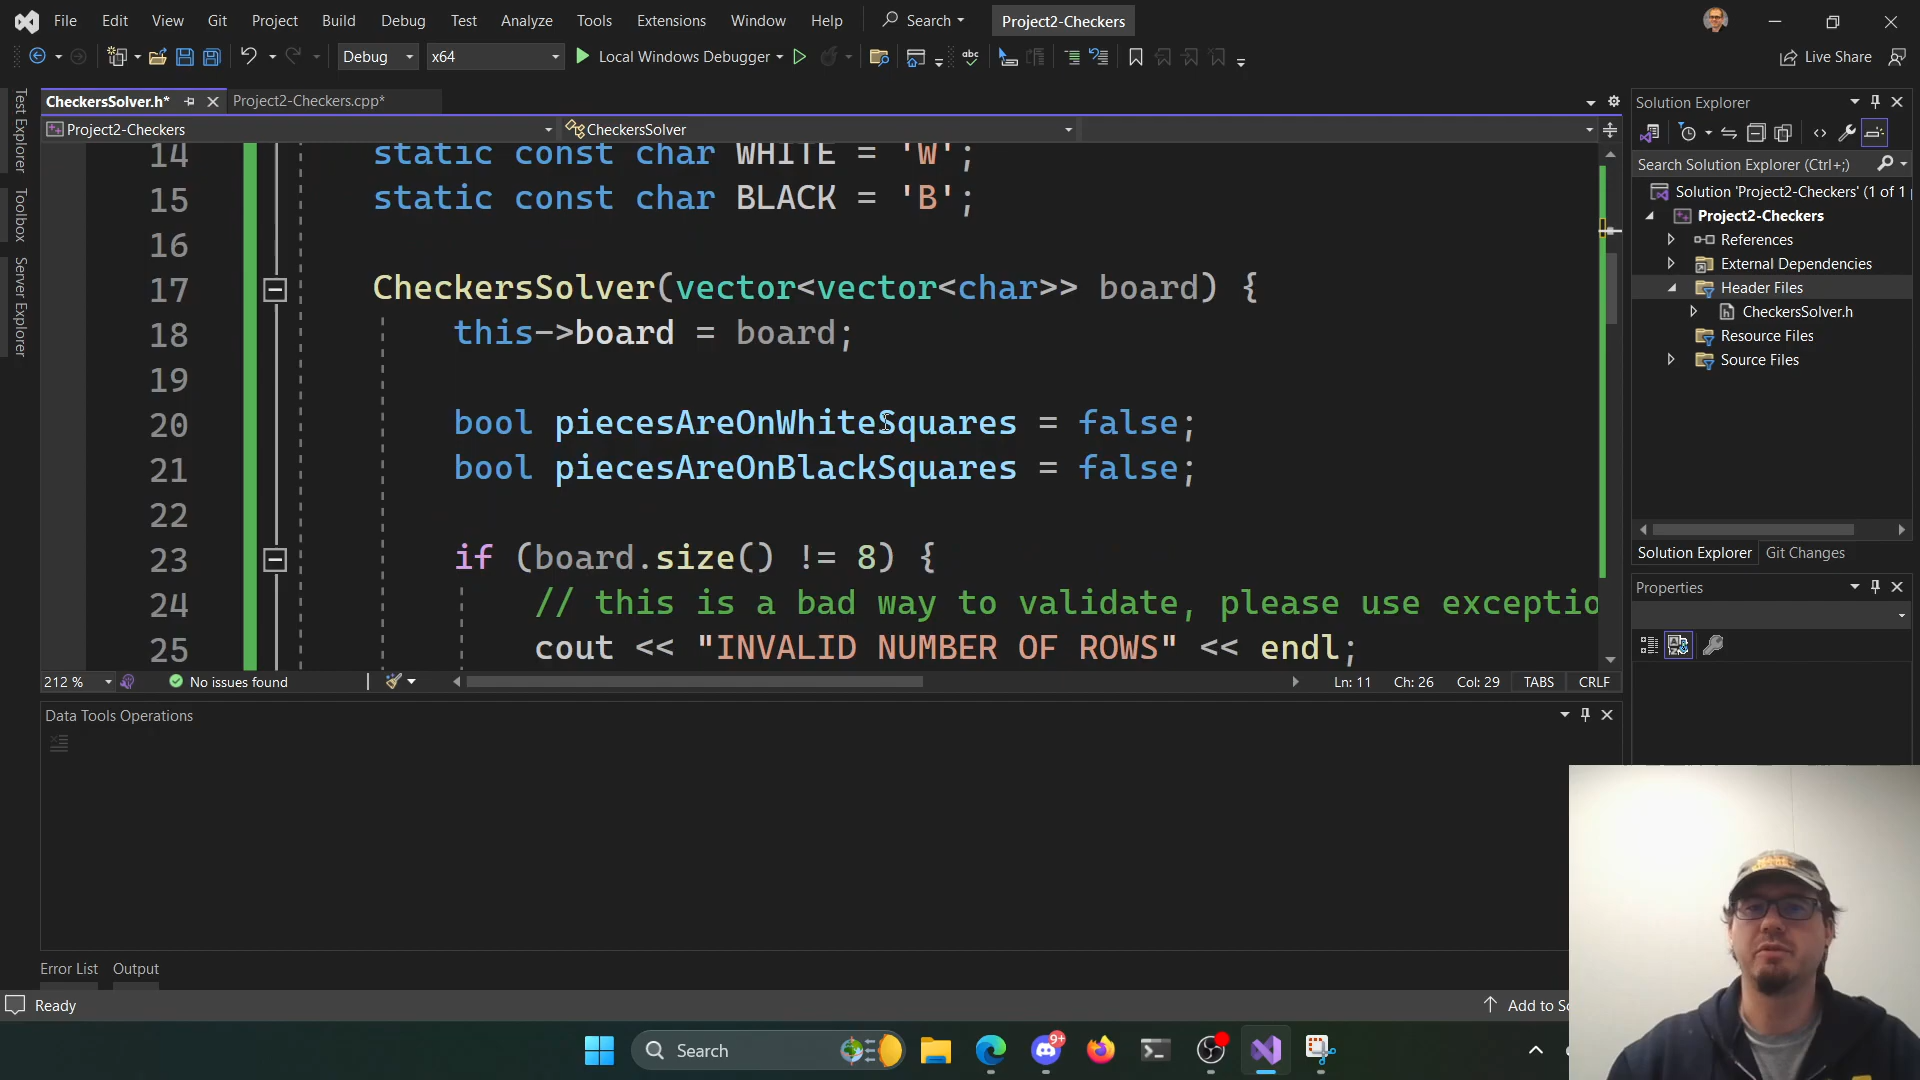 File Edit View Git Project Build Debug Test Analyze Tools Extensions Window Help Search Project2-Checkers
Debug x64 Local Windows Debugger Live Share
Test Explorer
Toolbox
Server Explorer
CheckersSolver.h* Project2-Checkers.cpp*
Project2-Checkers CheckersSolver
14 static const char WHITE = 'W';
15 static const char BLACK = 'B';
16
17 CheckersSolver(vector<vector<char>> board) {
18 this->board = board;
19
20 bool piecesAreOnWhiteSquares = false;
21 bool piecesAreOnBlackSquares = false;
22
23 if (board.size() != 8) {
24 // this is a bad way to validate, please use exceptio
25 cout << "INVALID NUMBER OF ROWS" << endl;
212 % No issues found Ln: 11 Ch: 26 Col: 29 TABS CRLF
Solution Explorer
Search Solution Explorer (Ctrl+;)
Solution 'Project2-Checkers' (1 of 1 p
Project2-Checkers
References
External Dependencies
Header Files
CheckersSolver.h
Resource Files
Source Files
Solution Explorer Git Changes
Properties
Data Tools Operations
Error List Output
Ready Add to So
Search
9+